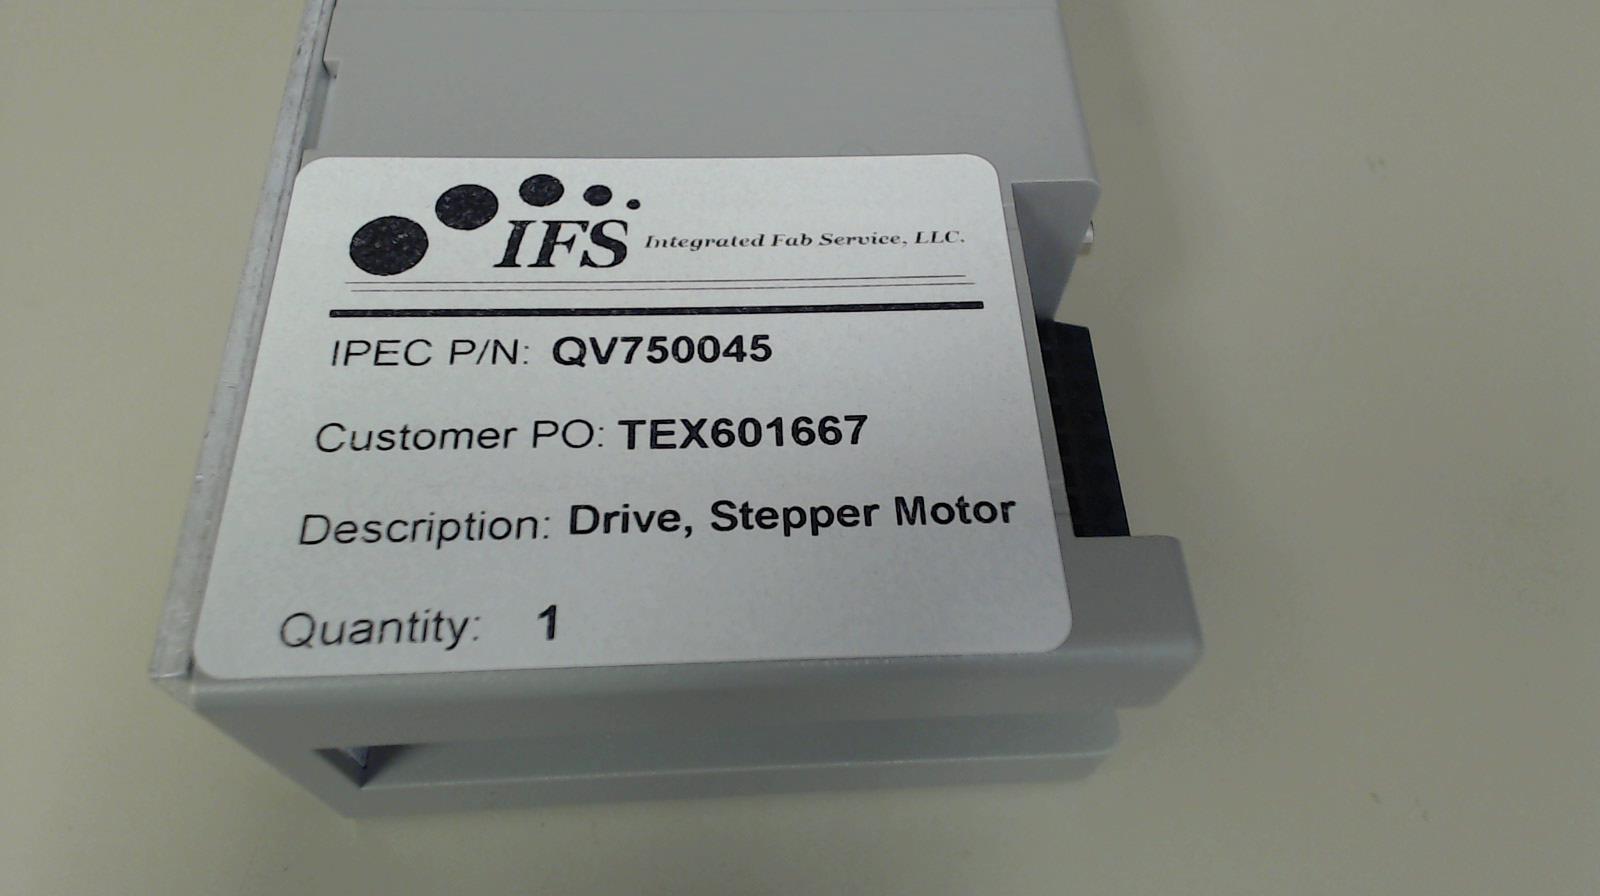 IFS Integrated Fab Service, LLC.
IPEC P/N: QV750045
Customer PO: TEX601667
Description: Drive, Stepper Motor
Quantity: 1